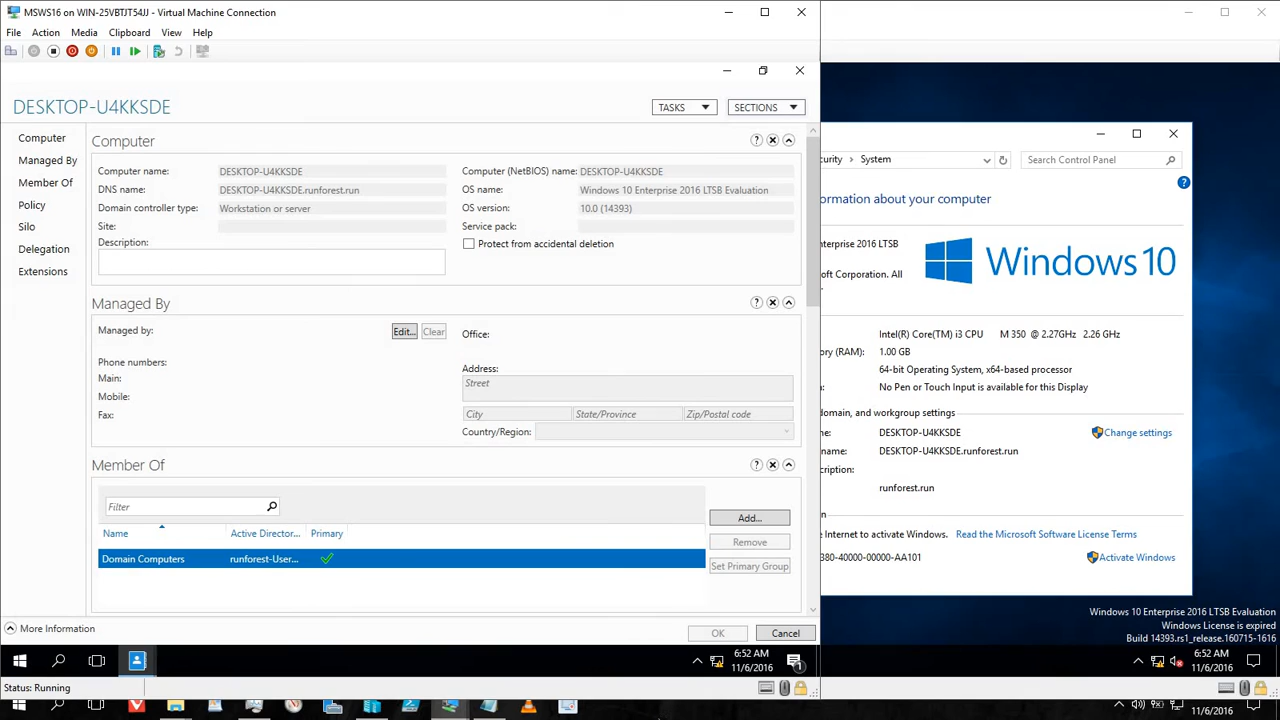 MSWS16 on WIN-25VBTJT54JJ - Virtual Machine Connection
File Action Media Clipboard View Help
DESKTOP-U4KKSDE
TASKS
SECTIONS
Computer
Managed By
Member Of
Policy
Silo
Delegation
Extensions
Computer
Computer name: DESKTOP-U4KKSDE
Computer (NetBIOS) name: DESKTOP-U4KKSDE
DNS name: DESKTOP-U4KKSDE.runforest.run
OS name: Windows 10 Enterprise 2016 LTSB Evaluation
Domain controller type: Workstation or server
OS version: 10.0 (14393)
Site:
Service pack:
Description:
Protect from accidental deletion
Managed By
Managed by:
Edit...
Clear
Office:
Phone numbers:
Main:
Mobile:
Fax:
Address:
Street
City
State/Province
Zip/Postal code
Country/Region:
Member Of
Filter
Name
Active Director...
Primary
Domain Computers
runforest-User...
Add...
Remove
Set Primary Group
More Information
OK
Cancel
6:52 AM
11/6/2016
1
Status: Running
urity > System
Search Control Panel
ormation about your computer
nterprise 2016 LTSB
oft Corporation. All
Windows 10
Intel(R) Core(TM) i3 CPU M 350 @ 2.27GHz 2.26 GHz
ory (RAM): 1.00 GB
64-bit Operating System, x64-based processor
No Pen or Touch Input is available for this Display
domain, and workgroup settings
me: DESKTOP-U4KKSDE
Change settings
name: DESKTOP-U4KKSDE.runforest.run
cription:
runforest.run
on
e Internet to activate Windows. Read the Microsoft Software License Terms
380-40000-00000-AA101
Activate Windows
Windows 10 Enterprise 2016 LTSB Evaluation
Windows License is expired
Build 14393.rs1_release.160715-1616
6:52 AM
11/6/2016
11/6/2016